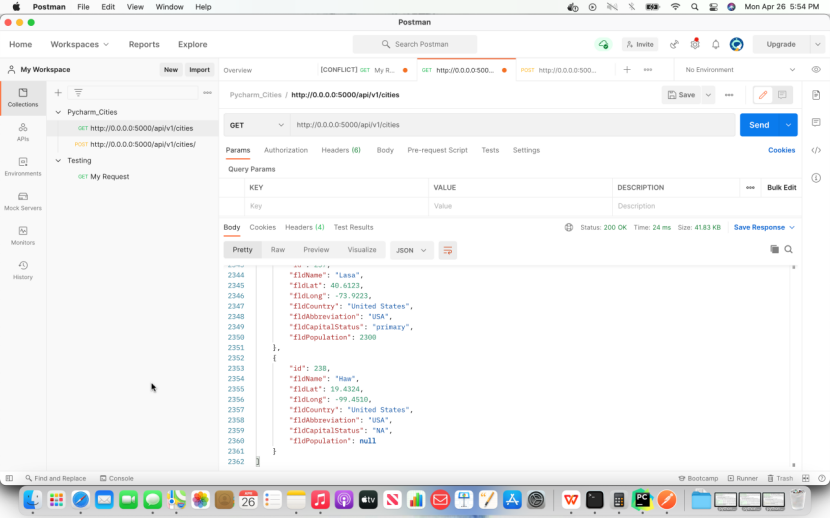 Postman File Edit View Window Help Mon Apr 26 5:54 PM
Postman
Home Workspaces Reports Explore Search Postman Invite Upgrade
My Workspace New Import Overview [CONFLICT] GET My R... GET http://0.0.0.0:500... POST http://0.0.0.0:500... No Environment
Collections
APIs
Environments
Mock Servers
Monitors
History
Pycharm_Cities
GET http://0.0.0.0:5000/api/v1/cities
POST http://0.0.0.0:5000/api/v1/cities/
Testing
GET My Request
Pycharm_Cities / http://0.0.0.0:5000/api/v1/cities Save
GET http://0.0.0.0:5000/api/v1/cities Send
Params Authorization Headers (6) Body Pre-request Script Tests Settings Cookies
Query Params
KEY VALUE DESCRIPTION Bulk Edit
Key Value Description
Body Cookies Headers (4) Test Results Status: 200 OK Time: 24 ms Size: 41.83 KB Save Response
Pretty Raw Preview Visualize JSON
2344 "fldName": "Lasa",
2345 "fldLat": 40.6123,
2346 "fldLong": -73.9223,
2347 "fldCountry": "United States",
2348 "fldAbbreviation": "USA",
2349 "fldCapitalStatus": "primary",
2350 "fldPopulation": 2300
2351 },
2352 {
2353 "id": 238,
2354 "fldName": "Haw",
2355 "fldLat": 19.4324,
2356 "fldLong": -99.4510,
2357 "fldCountry": "United States",
2358 "fldAbbreviation": "USA",
2359 "fldCapitalStatus": "NA",
2360 "fldPopulation": null
2361 }
2362 ]
Find and Replace Console Bootcamp Runner Trash